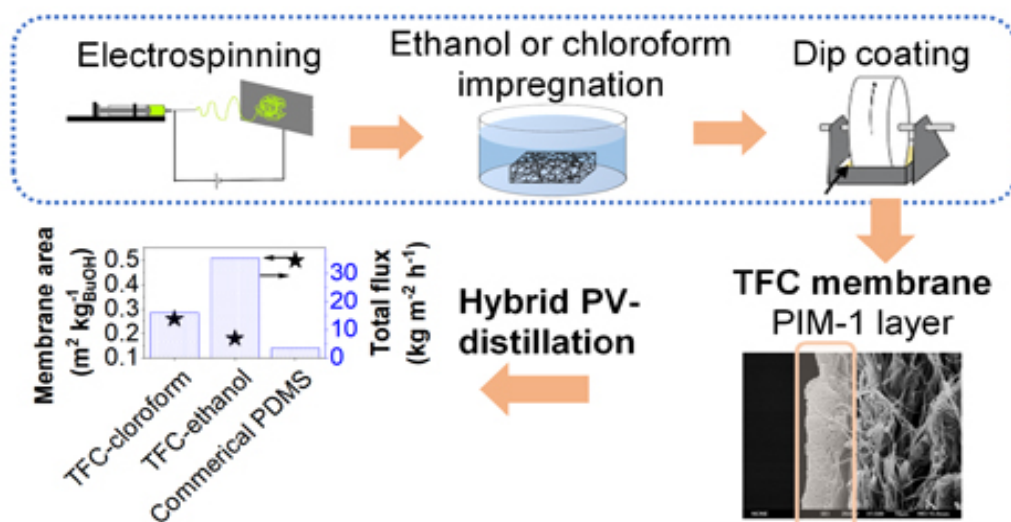 Electrospinning
Ethanol or chloroform
impregnation
Dip coating
TFC membrane
PIM-1 layer
Hybrid PV-
distillation
Membrane area
(m² kg⁻¹BuOH)
0.5
0.4
0.3
0.2
0.1
30
20
10
0
Total flux
(kg m⁻² h⁻¹)
TFC-cloroform
TFC-ethanol
Commerical PDMS